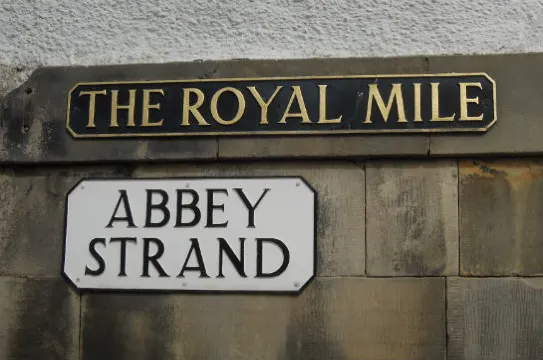 THE ROYAL MILE
ABBEY
STRAND